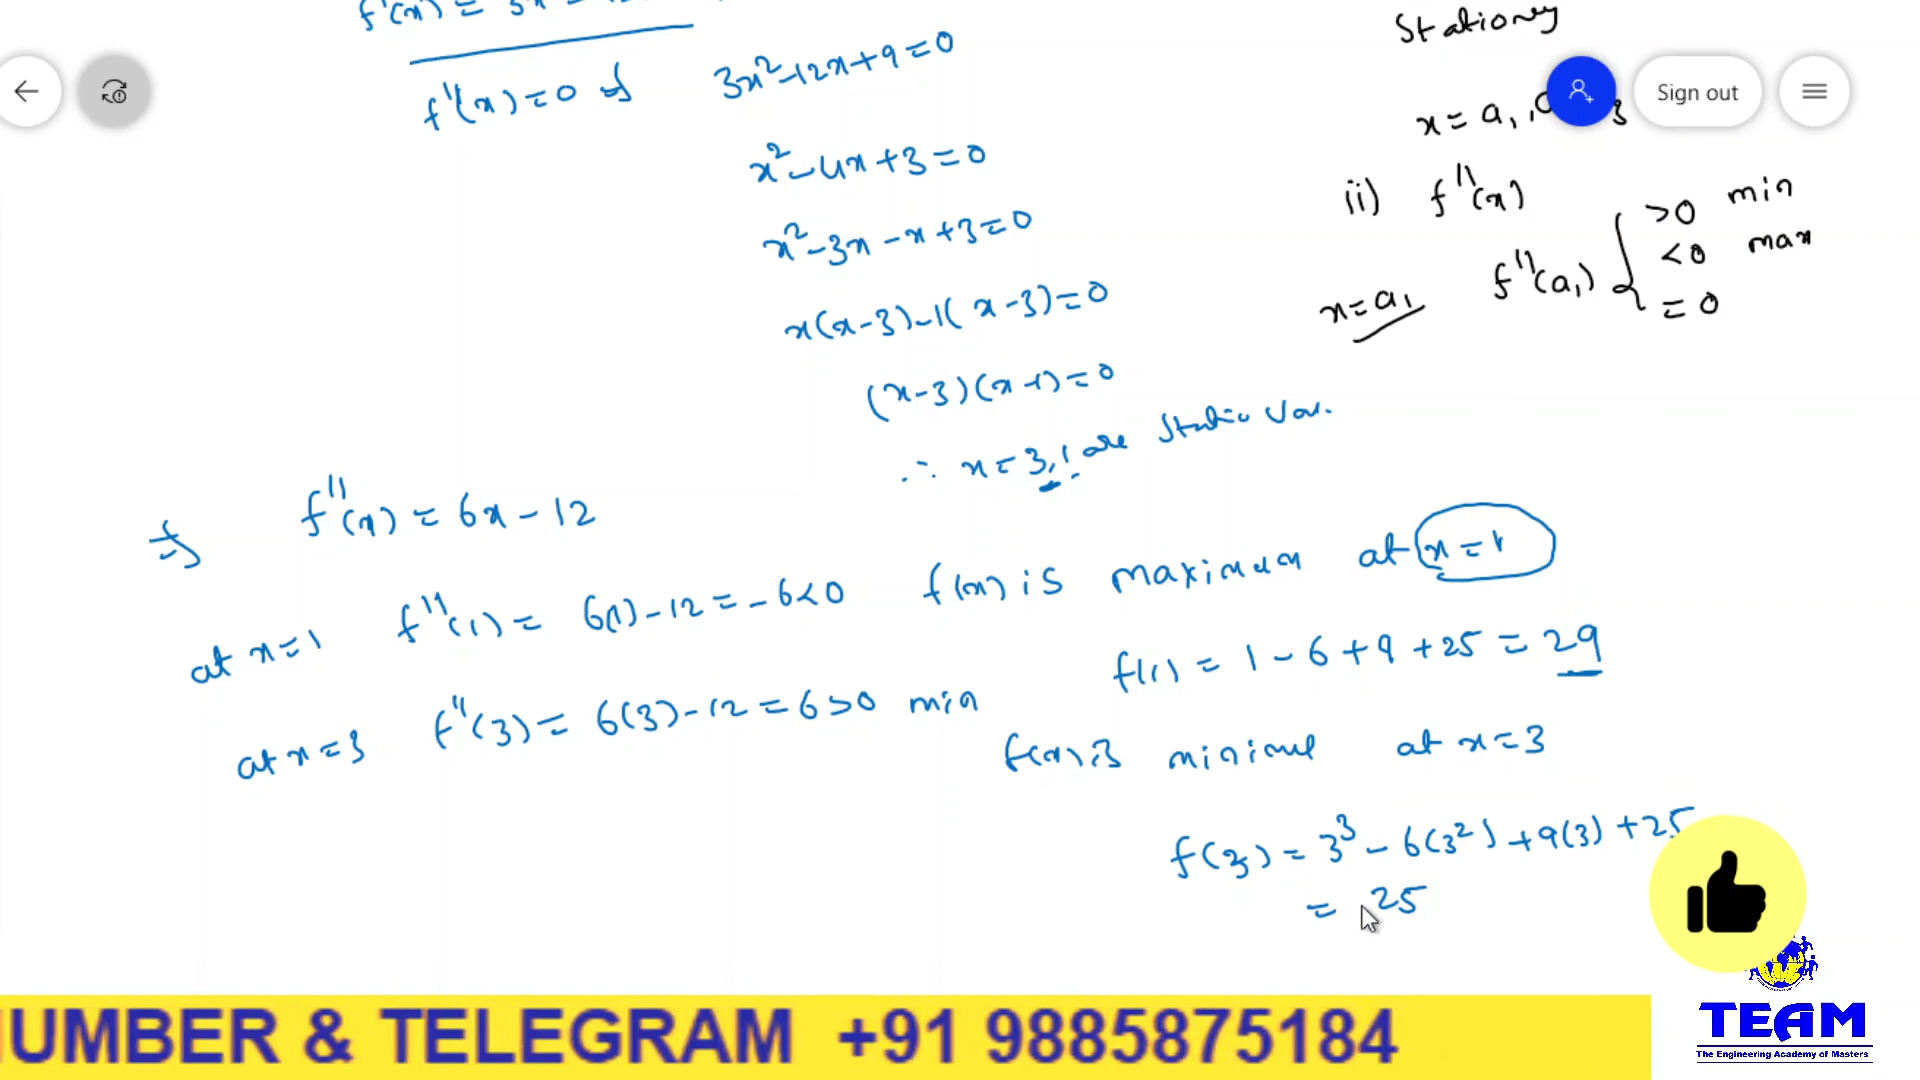 f'(x) = 3x
Stationey
f'(x) = 0 ⇒ 3x² - 12x + 9 = 0
Sign out
x = a₁, 3
x² - 4x + 3 = 0
ii) f''(x)
x² - 3x - x + 3 = 0
>0 min
<0 max
= 0
x = a₁ f''(a₁)
x(x-3) - 1(x-3) = 0
(x-3)(x-1) = 0
∴ x = 3, 1 are
⇒ f''(x) = 6x - 12
at x = 1 f''(1) = 6(1) - 12 = -6 < 0 f(x) is maximum at x = 1
f(1) = 1 - 6 + 9 + 25 = 29
at x = 3 f''(3) = 6(3) - 12 = 6 > 0 min
f(x) is at x = 3
f(3) = 3³ - 6(3²) + 9(3) + 25
= 25
UMBER & TELEGRAM +91 9885875184
TEAM
The Engineering Academy of Masters